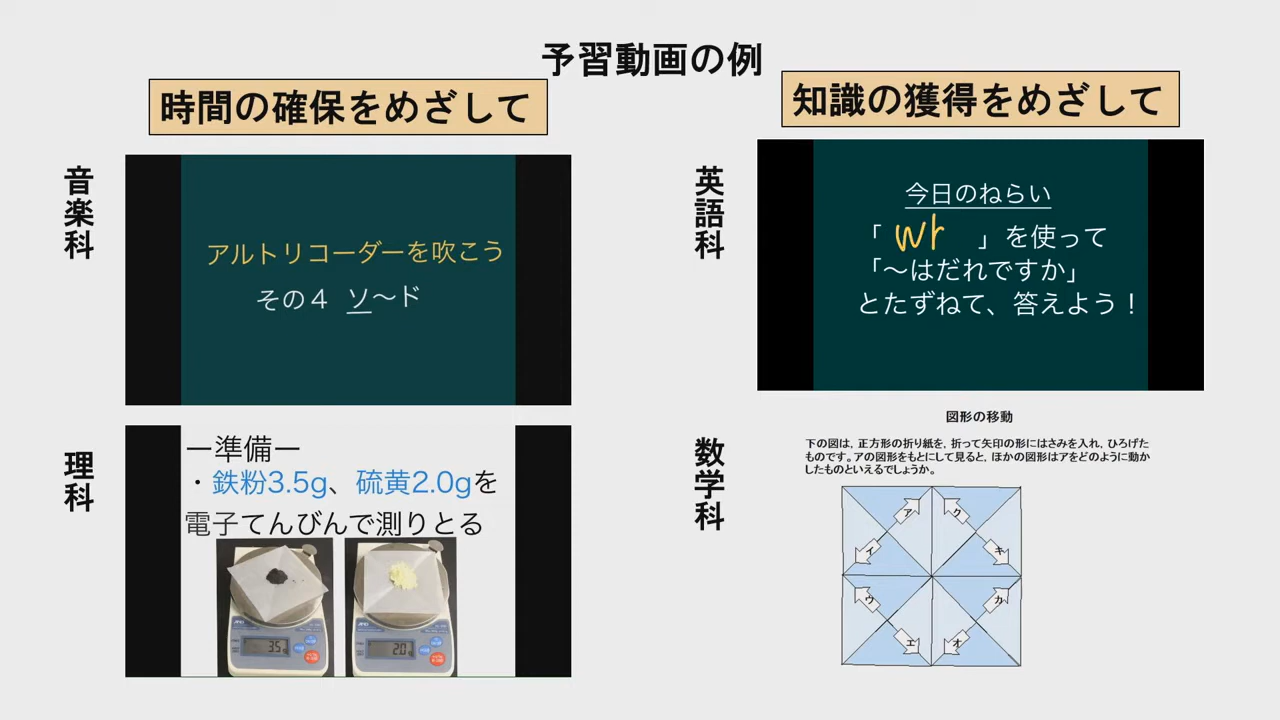 予習動画の例
時間の確保をめざして
音楽科
アルトリコーダーを吹こう
その４ ソ～ド
理科
ー準備ー
・鉄粉3.5g、硫黄2.0gを
電子てんびんで測りとる
3.5
2.0
知識の獲得をめざして
英語科
今日のねらい
「 wh 」を使って
「～はだれですか」
とたずねて、答えよう！
数学科
図形の移動
下の図は，正方形の折り紙を，折って矢印の形にはさみを入れ，ひろげた
ものです。アの図形をもとにして見ると，ほかの図形はアをどのように動か
したものといえるでしょうか。
ア
ク
イ
キ
ウ
カ
エ
オ